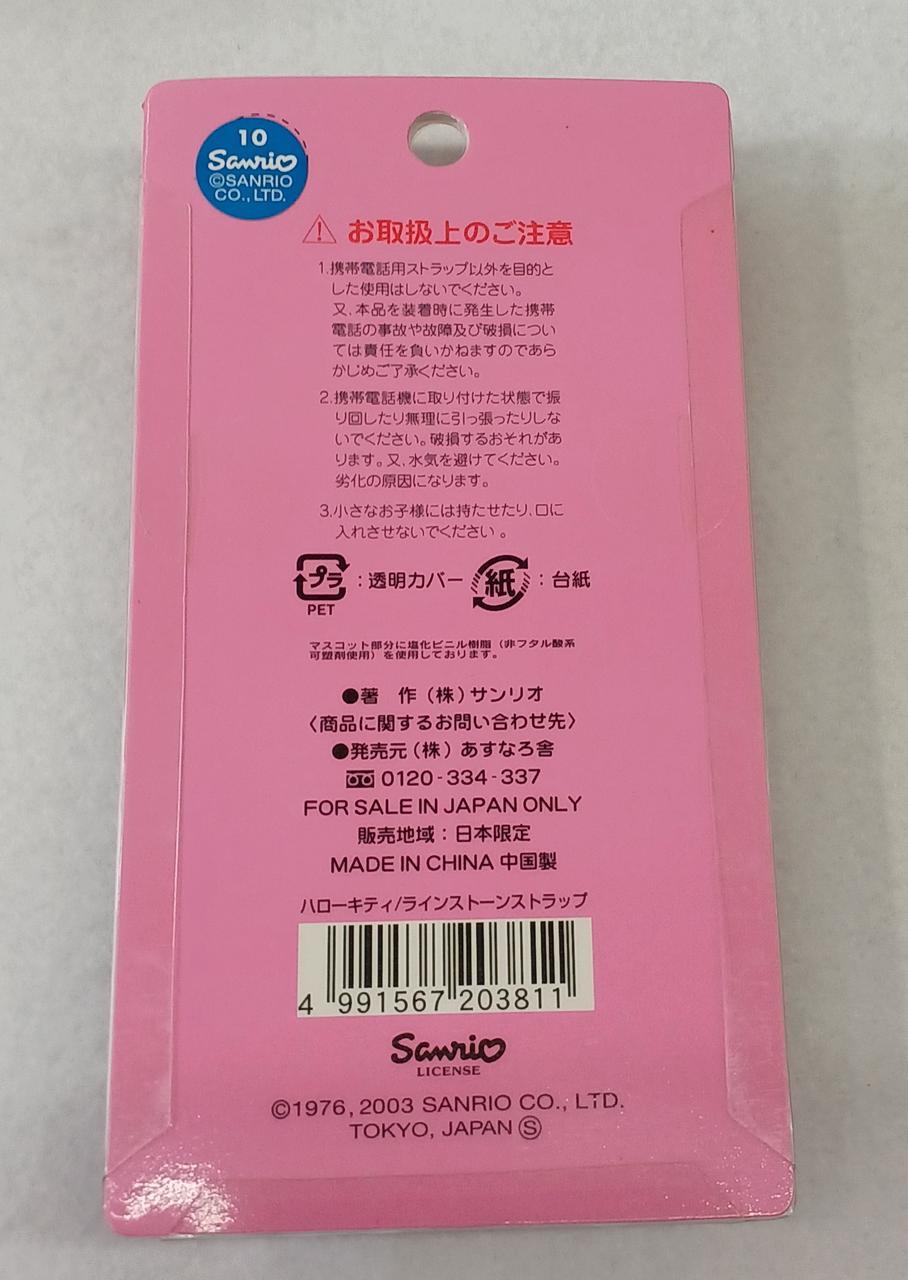 10
Sanrio
©SANRIO
CO., LTD.
⚠ お取扱上のご注意
1.携帯電話用ストラップ以外を目的と
した使用はしないでください。
又、本品を装着時に発生した携帯
電話の事故や故障及び破損につい
ては責任を負いかねますのであら
かじめご了承ください。
2.携帯電話機に取り付けた状態で振
り回したり無理に引っ張ったりしな
いでください。破損するおそれがあ
ります。又、水気を避けてください。
劣化の原因になります。
3.小さなお子様には持たせたり、口に
入れさせないでください。
プラ :透明カバー 紙 :台紙
PET
マスコット部分に塩化ビニル樹脂（非フタル酸系
可塑剤使用）を使用しております。
●著　作（株）サンリオ
〈商品に関するお問い合わせ先〉
●発売元（株）あすなろ舎
0120-334-337
FOR SALE IN JAPAN ONLY
販売地域：日本限定
MADE IN CHINA 中国製
ハローキティ/ラインストーンストラップ
4 991567 203811
Sanrio
LICENSE
©1976, 2003 SANRIO CO., LTD.
TOKYO, JAPAN Ⓢ